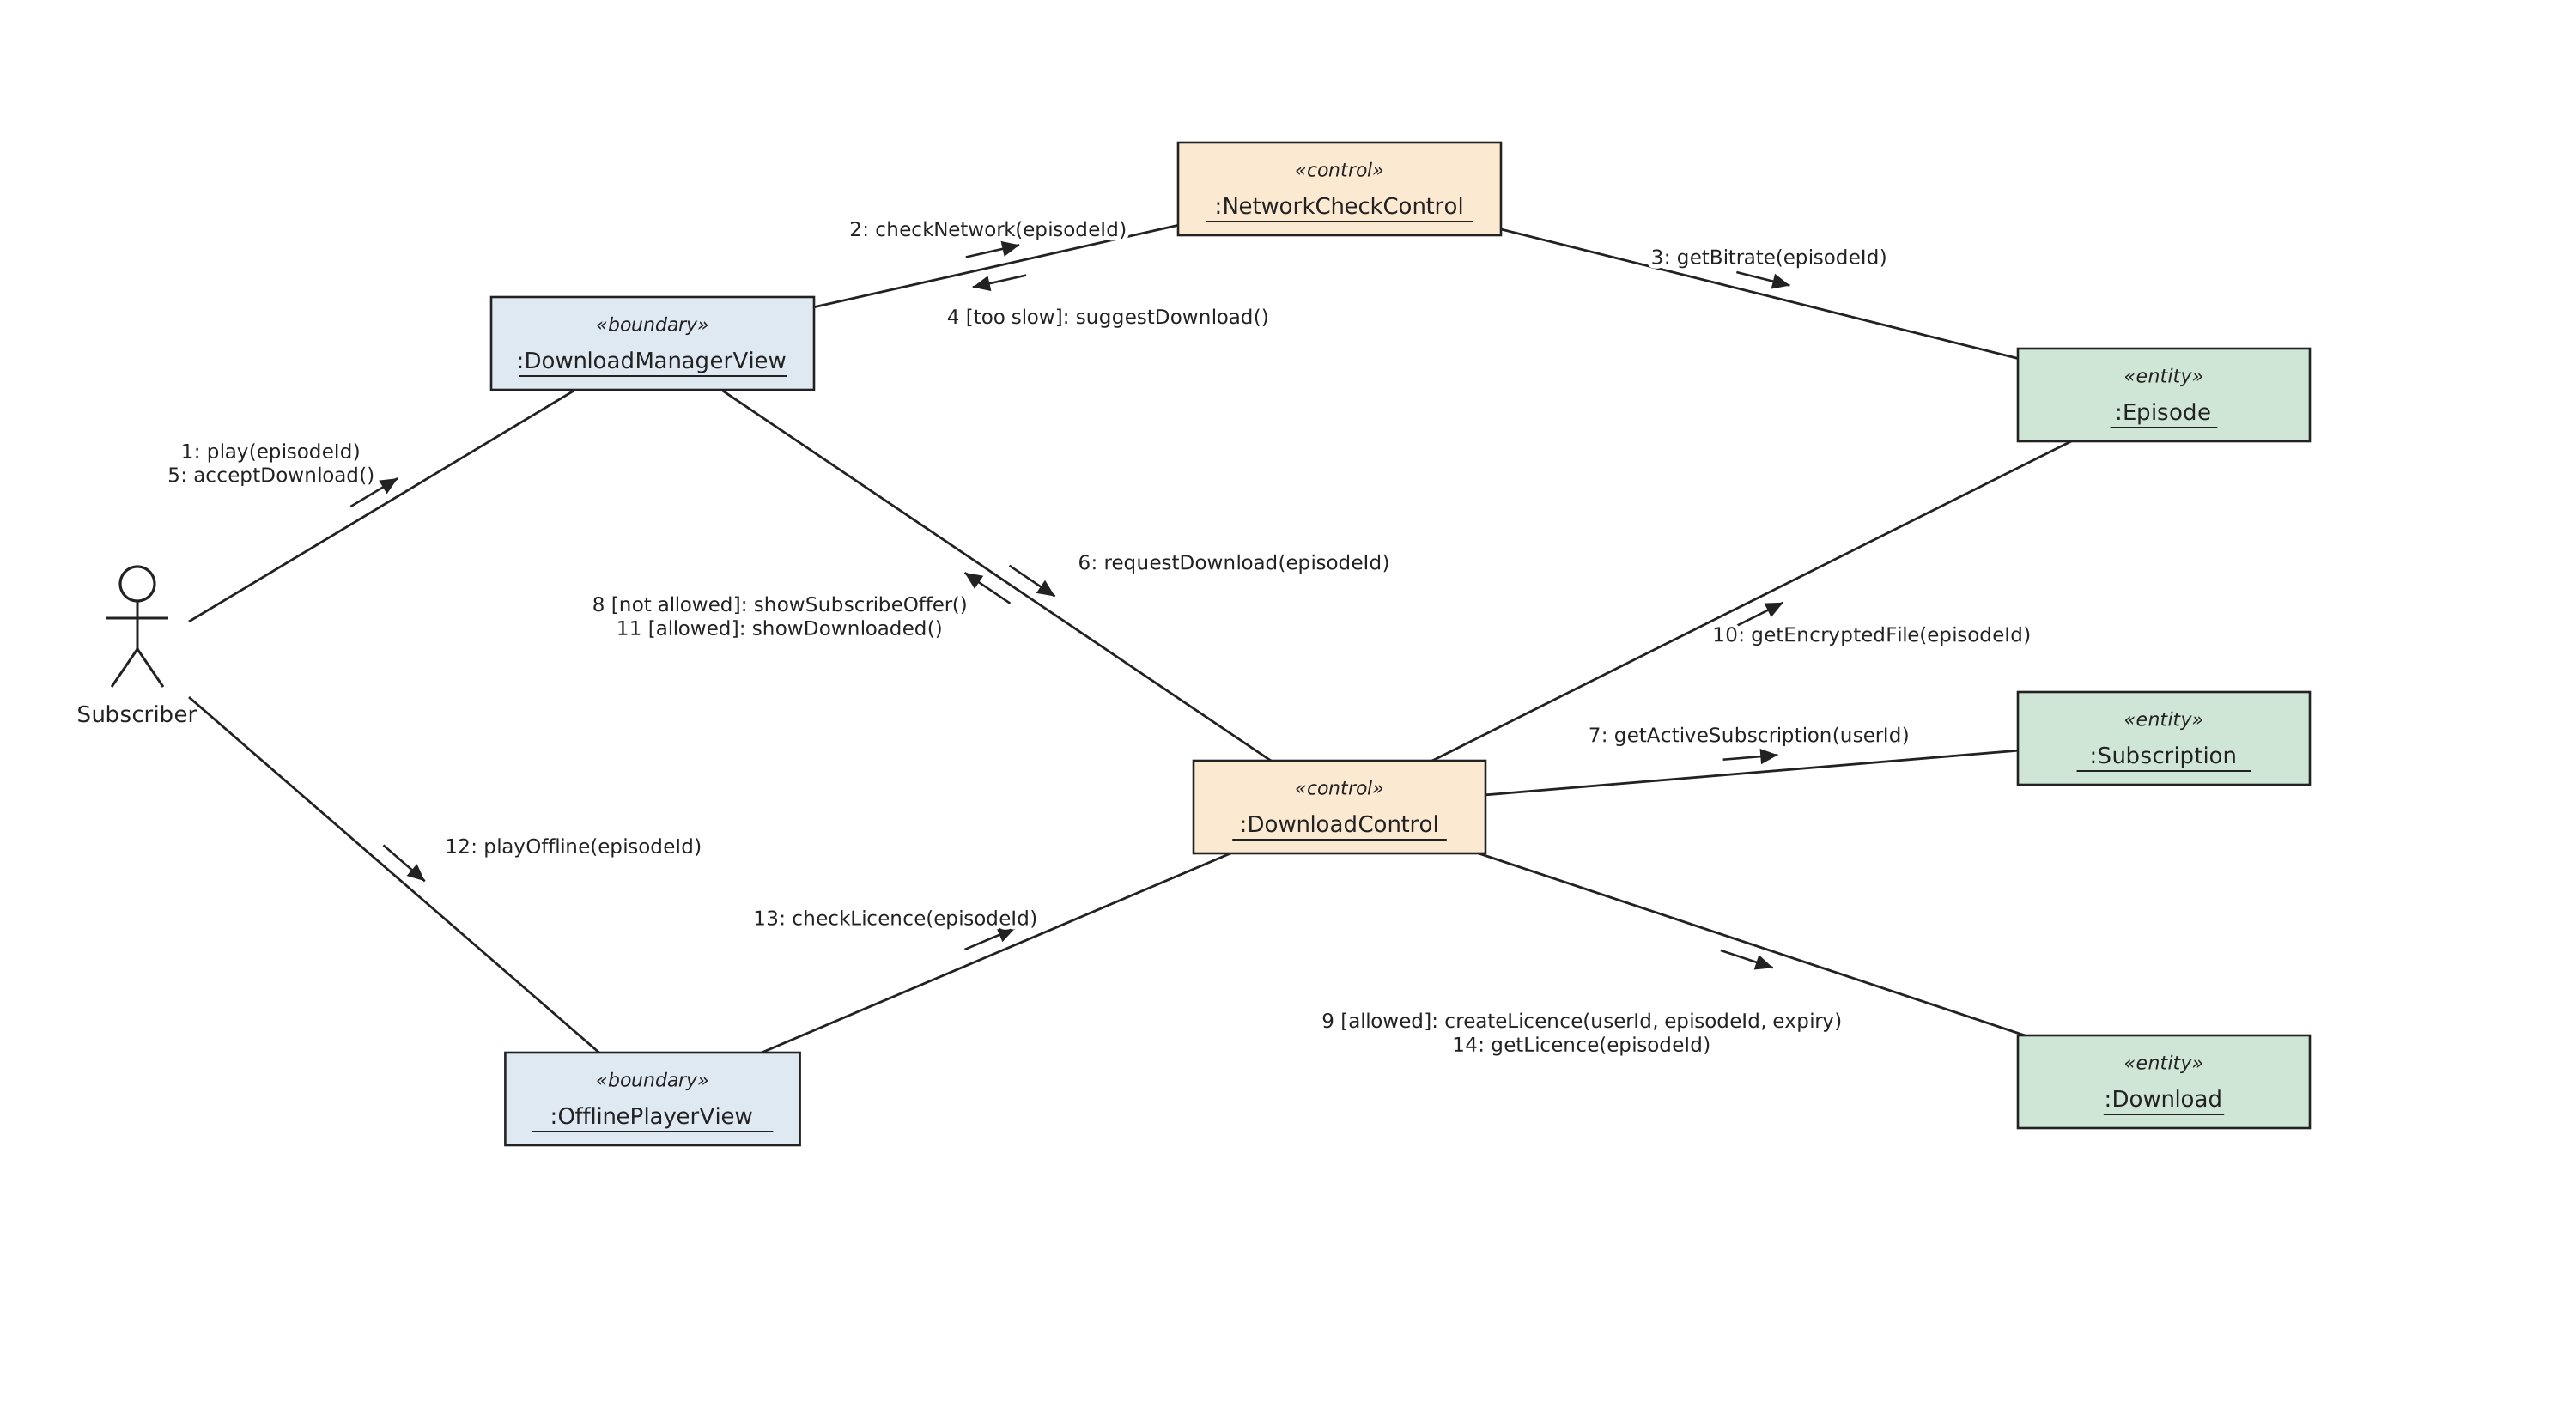 «control»
:NetworkCheckControl
2: checkNetwork(episodeId)
3: getBitrate(episodeId)
4 [too slow]: suggestDownload()
«boundary»
:DownloadManagerView
«entity»
:Episode
1: play(episodeId)
5: acceptDownload()
6: requestDownload(episodeId)
8 [not allowed]: showSubscribeOffer()
11 [allowed]: showDownloaded()
10: getEncryptedFile(episodeId)
Subscriber
7: getActiveSubscription(userId)
«entity»
:Subscription
«control»
:DownloadControl
12: playOffline(episodeId)
13: checkLicence(episodeId)
9 [allowed]: createLicence(userId, episodeId, expiry)
14: getLicence(episodeId)
«boundary»
:OfflinePlayerView
«entity»
:Download